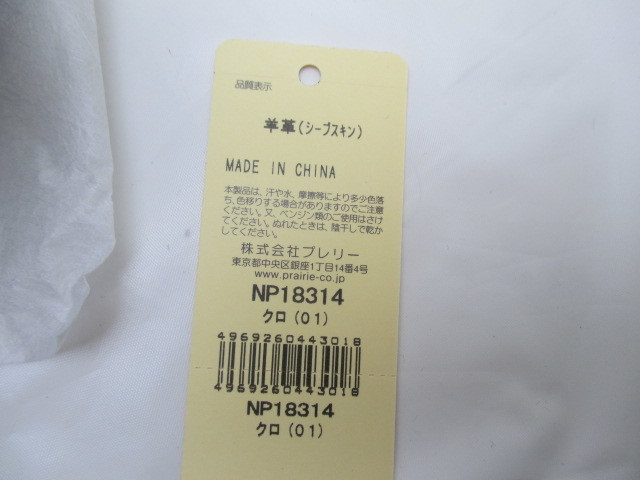 品質表示
羊革(シープスキン)
MADE IN CHINA
本製品は、汗や水、摩擦等により多少色落
ち、色移りする場合がありますのでご注意
ください。又、ベンジン類のご使用はさけ
てください。ぬれたときは、陰干しで乾か
してください。
株式会社プレリー
東京都中央区銀座1丁目14番4号
www.prairie-co.jp
NP18314
クロ(01)
4969260443018
4969260443018
NP18314
クロ(01)